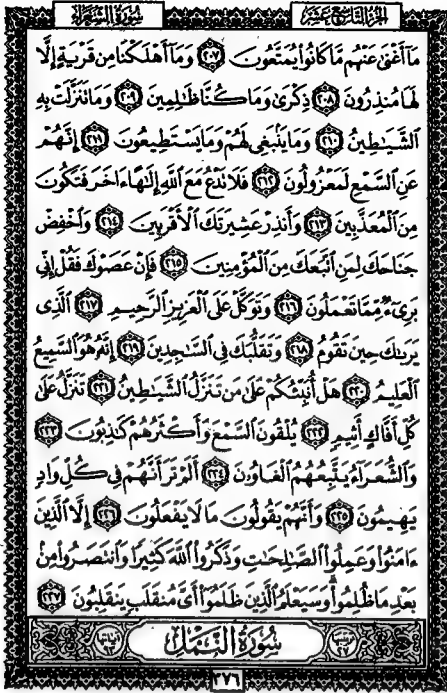 سورة الشعراء
الجزء التاسع عشر
مَآ أَغْنَىٰ عَنْهُم مَّا كَانُوا۟ يُمَتَّعُونَ ٢٠٧ وَمَآ أَهْلَكْنَا مِن قَرْيَةٍ إِلَّا
لَهَا مُنذِرُونَ ٢٠٨ ذِكْرَىٰ وَمَا كُنَّا ظَٰلِمِينَ ٢٠٩ وَمَا تَنَزَّلَتْ بِهِ
ٱلشَّيَٰطِينُ ٢١٠ وَمَا يَنۢبَغِى لَهُمْ وَمَا يَسْتَطِيعُونَ ٢١١ إِنَّهُمْ
عَنِ ٱلسَّمْعِ لَمَعْزُولُونَ ٢١٢ فَلَا تَدْعُ مَعَ ٱللَّهِ إِلَٰهًا ءَاخَرَ فَتَكُونَ
مِنَ ٱلْمُعَذَّبِينَ ٢١٣ وَأَنذِرْ عَشِيرَتَكَ ٱلْأَقْرَبِينَ ٢١٤ وَٱخْفِضْ
جَنَاحَكَ لِمَنِ ٱتَّبَعَكَ مِنَ ٱلْمُؤْمِنِينَ ٢١٥ فَإِنْ عَصَوْكَ فَقُلْ إِنِّى
بَرِىٓءٌ مِّمَّا تَعْمَلُونَ ٢١٦ وَتَوَكَّلْ عَلَى ٱلْعَزِيزِ ٱلرَّحِيمِ ٢١٧ ٱلَّذِى
يَرَىٰكَ حِينَ تَقُومُ ٢١٨ وَتَقَلُّبَكَ فِى ٱلسَّٰجِدِينَ ٢١٩ إِنَّهُۥ هُوَ ٱلسَّمِيعُ
ٱلْعَلِيمُ ٢٢٠ هَلْ أُنَبِّئُكُمْ عَلَىٰ مَن تَنَزَّلُ ٱلشَّيَٰطِينُ ٢٢١ تَنَزَّلُ عَلَىٰ
كُلِّ أَفَّاكٍ أَثِيمٍ ٢٢٢ يُلْقُونَ ٱلسَّمْعَ وَأَكْثَرُهُمْ كَٰذِبُونَ ٢٢٣
وَٱلشُّعَرَآءُ يَتَّبِعُهُمُ ٱلْغَاوُۥنَ ٢٢٤ أَلَمْ تَرَ أَنَّهُمْ فِى كُلِّ وَادٍ
يَهِيمُونَ ٢٢٥ وَأَنَّهُمْ يَقُولُونَ مَا لَا يَفْعَلُونَ ٢٢٦ إِلَّا ٱلَّذِينَ
ءَامَنُوا۟ وَعَمِلُوا۟ ٱلصَّٰلِحَٰتِ وَذَكَرُوا۟ ٱللَّهَ كَثِيرًا وَٱنتَصَرُوا۟ مِنۢ
بَعْدِ مَا ظُلِمُوا۟ وَسَيَعْلَمُ ٱلَّذِينَ ظَلَمُوٓا۟ أَىَّ مُنقَلَبٍ يَنقَلِبُونَ ٢٢٧
سُورَةُ النَّمْلِ
٣٧٦